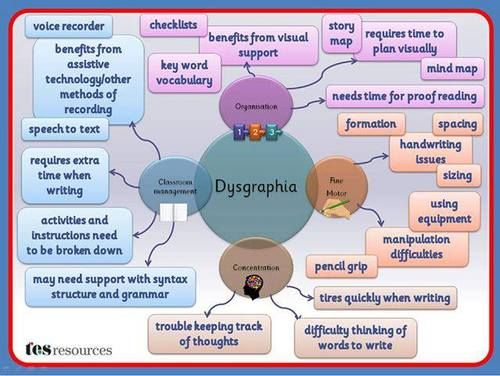 voice recorder
checklists
story
map
requires time to
plan visually
benefits from visual
support
benefits from
assistive
technology/other
methods of
recording
key word
vocabulary
mind map
Organisation
needs time for proof reading
1 2 3
speech to text
formation
spacing
handwriting
issues
requires extra
time when
writing
Classroom
management
Dysgraphia
Fine
Motor
sizing
using
equipment
activities and
instructions need
to be broken down
manipulation
difficulties
Concentration
pencil grip
may need support with syntax
structure and grammar
tires quickly when writing
trouble keeping track
of thoughts
difficulty thinking of
words to write
tes resources